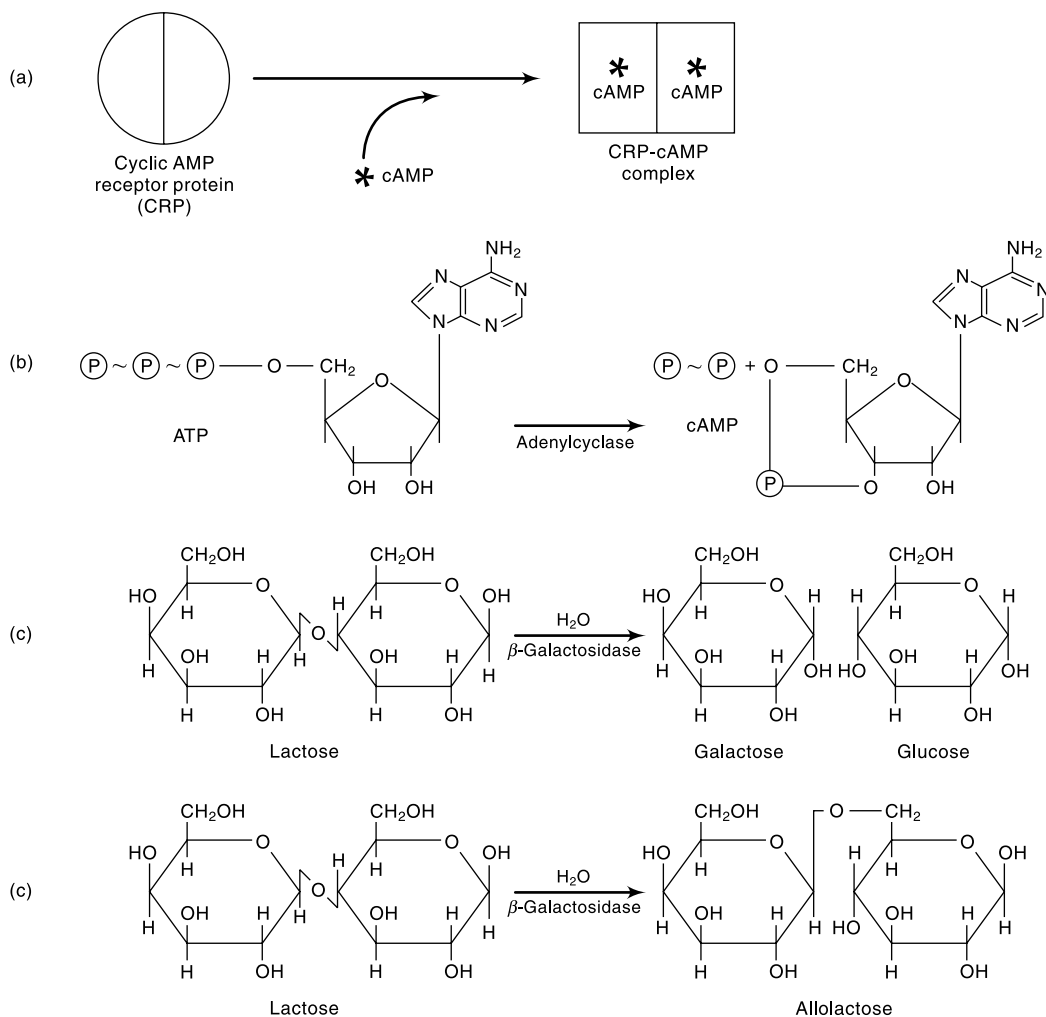 (a)
cAMP cAMP
Cyclic AMP
receptor protein
(CRP)
* cAMP
CRP-cAMP
complex
(b)
NH₂
N N
N N
P ~ P ~ P O CH₂
O
ATP
OH OH
Adenylcyclase
NH₂
N N
N N
P ~ P + O CH₂
O
cAMP
P O OH
(c)
CH₂OH CH₂OH
HO O H O OH
H H
OH H O H OH H H
H H
H OH H OH
Lactose
H₂O
β-Galactosidase
CH₂OH CH₂OH
HO O H H O H
H H
OH H OH H
H OH HO H OH
H OH H OH
Galactose Glucose
(c)
CH₂OH CH₂OH
HO O H O OH
H H
OH H O H OH H H
H H
H OH H OH
Lactose
H₂O
β-Galactosidase
CH₂OH O CH₂
HO O H O OH
H H
OH H H OH H H
H HO
H OH H OH
Allolactose